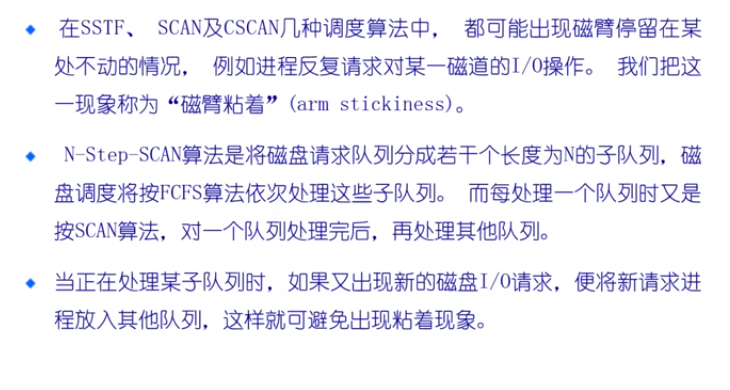 在SSTF、 SCAN及CSCAN几种调度算法中， 都可能出现磁臂停留在某
处不动的情况， 例如进程反复请求对某一磁道的I/O操作。 我们把这
一现象称为“磁臂粘着”(arm stickiness)。
N-Step-SCAN算法是将磁盘请求队列分成若干个长度为N的子队列，磁
盘调度将按FCFS算法依次处理这些子队列。 而每处理一个队列时又是
按SCAN算法，对一个队列处理完后，再处理其他队列。
当正在处理某子队列时，如果又出现新的磁盘I/O请求，便将新请求进
程放入其他队列，这样就可避免出现粘着现象。